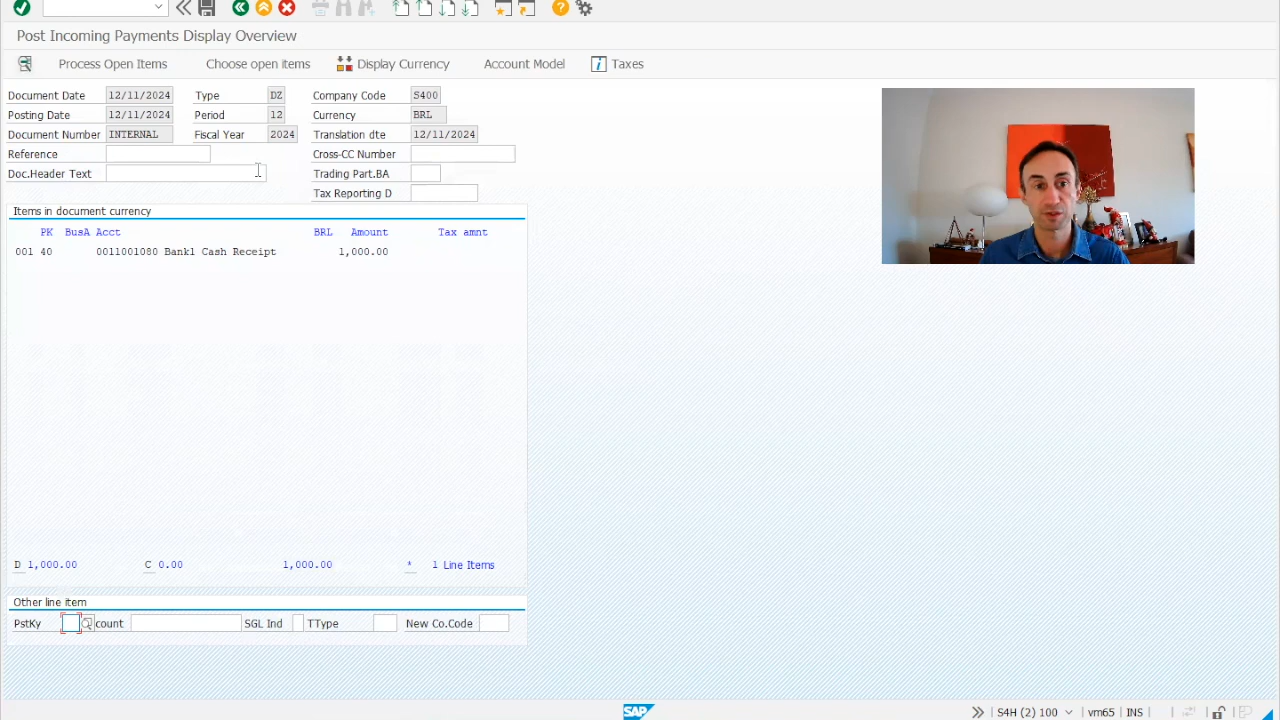 Post Incoming Payments Display Overview
Process Open Items Choose open items Display Currency Account Model Taxes
Document Date 12/11/2024 Type DZ Company Code S400
Posting Date 12/11/2024 Period 12 Currency BRL
Document Number INTERNAL Fiscal Year 2024 Translation dte 12/11/2024
Reference Cross-CC Number
Doc.Header Text Trading Part.BA
Tax Reporting D
Items in document currency
PK BusA Acct BRL Amount Tax amnt
001 40 0011001080 Bank1 Cash Receipt 1,000.00
D 1,000.00 C 0.00 1,000.00 * 1 Line Items
Other line item
PstKy count SGL Ind TType New Co.Code
SAP S4H (2) 100 vm65 INS